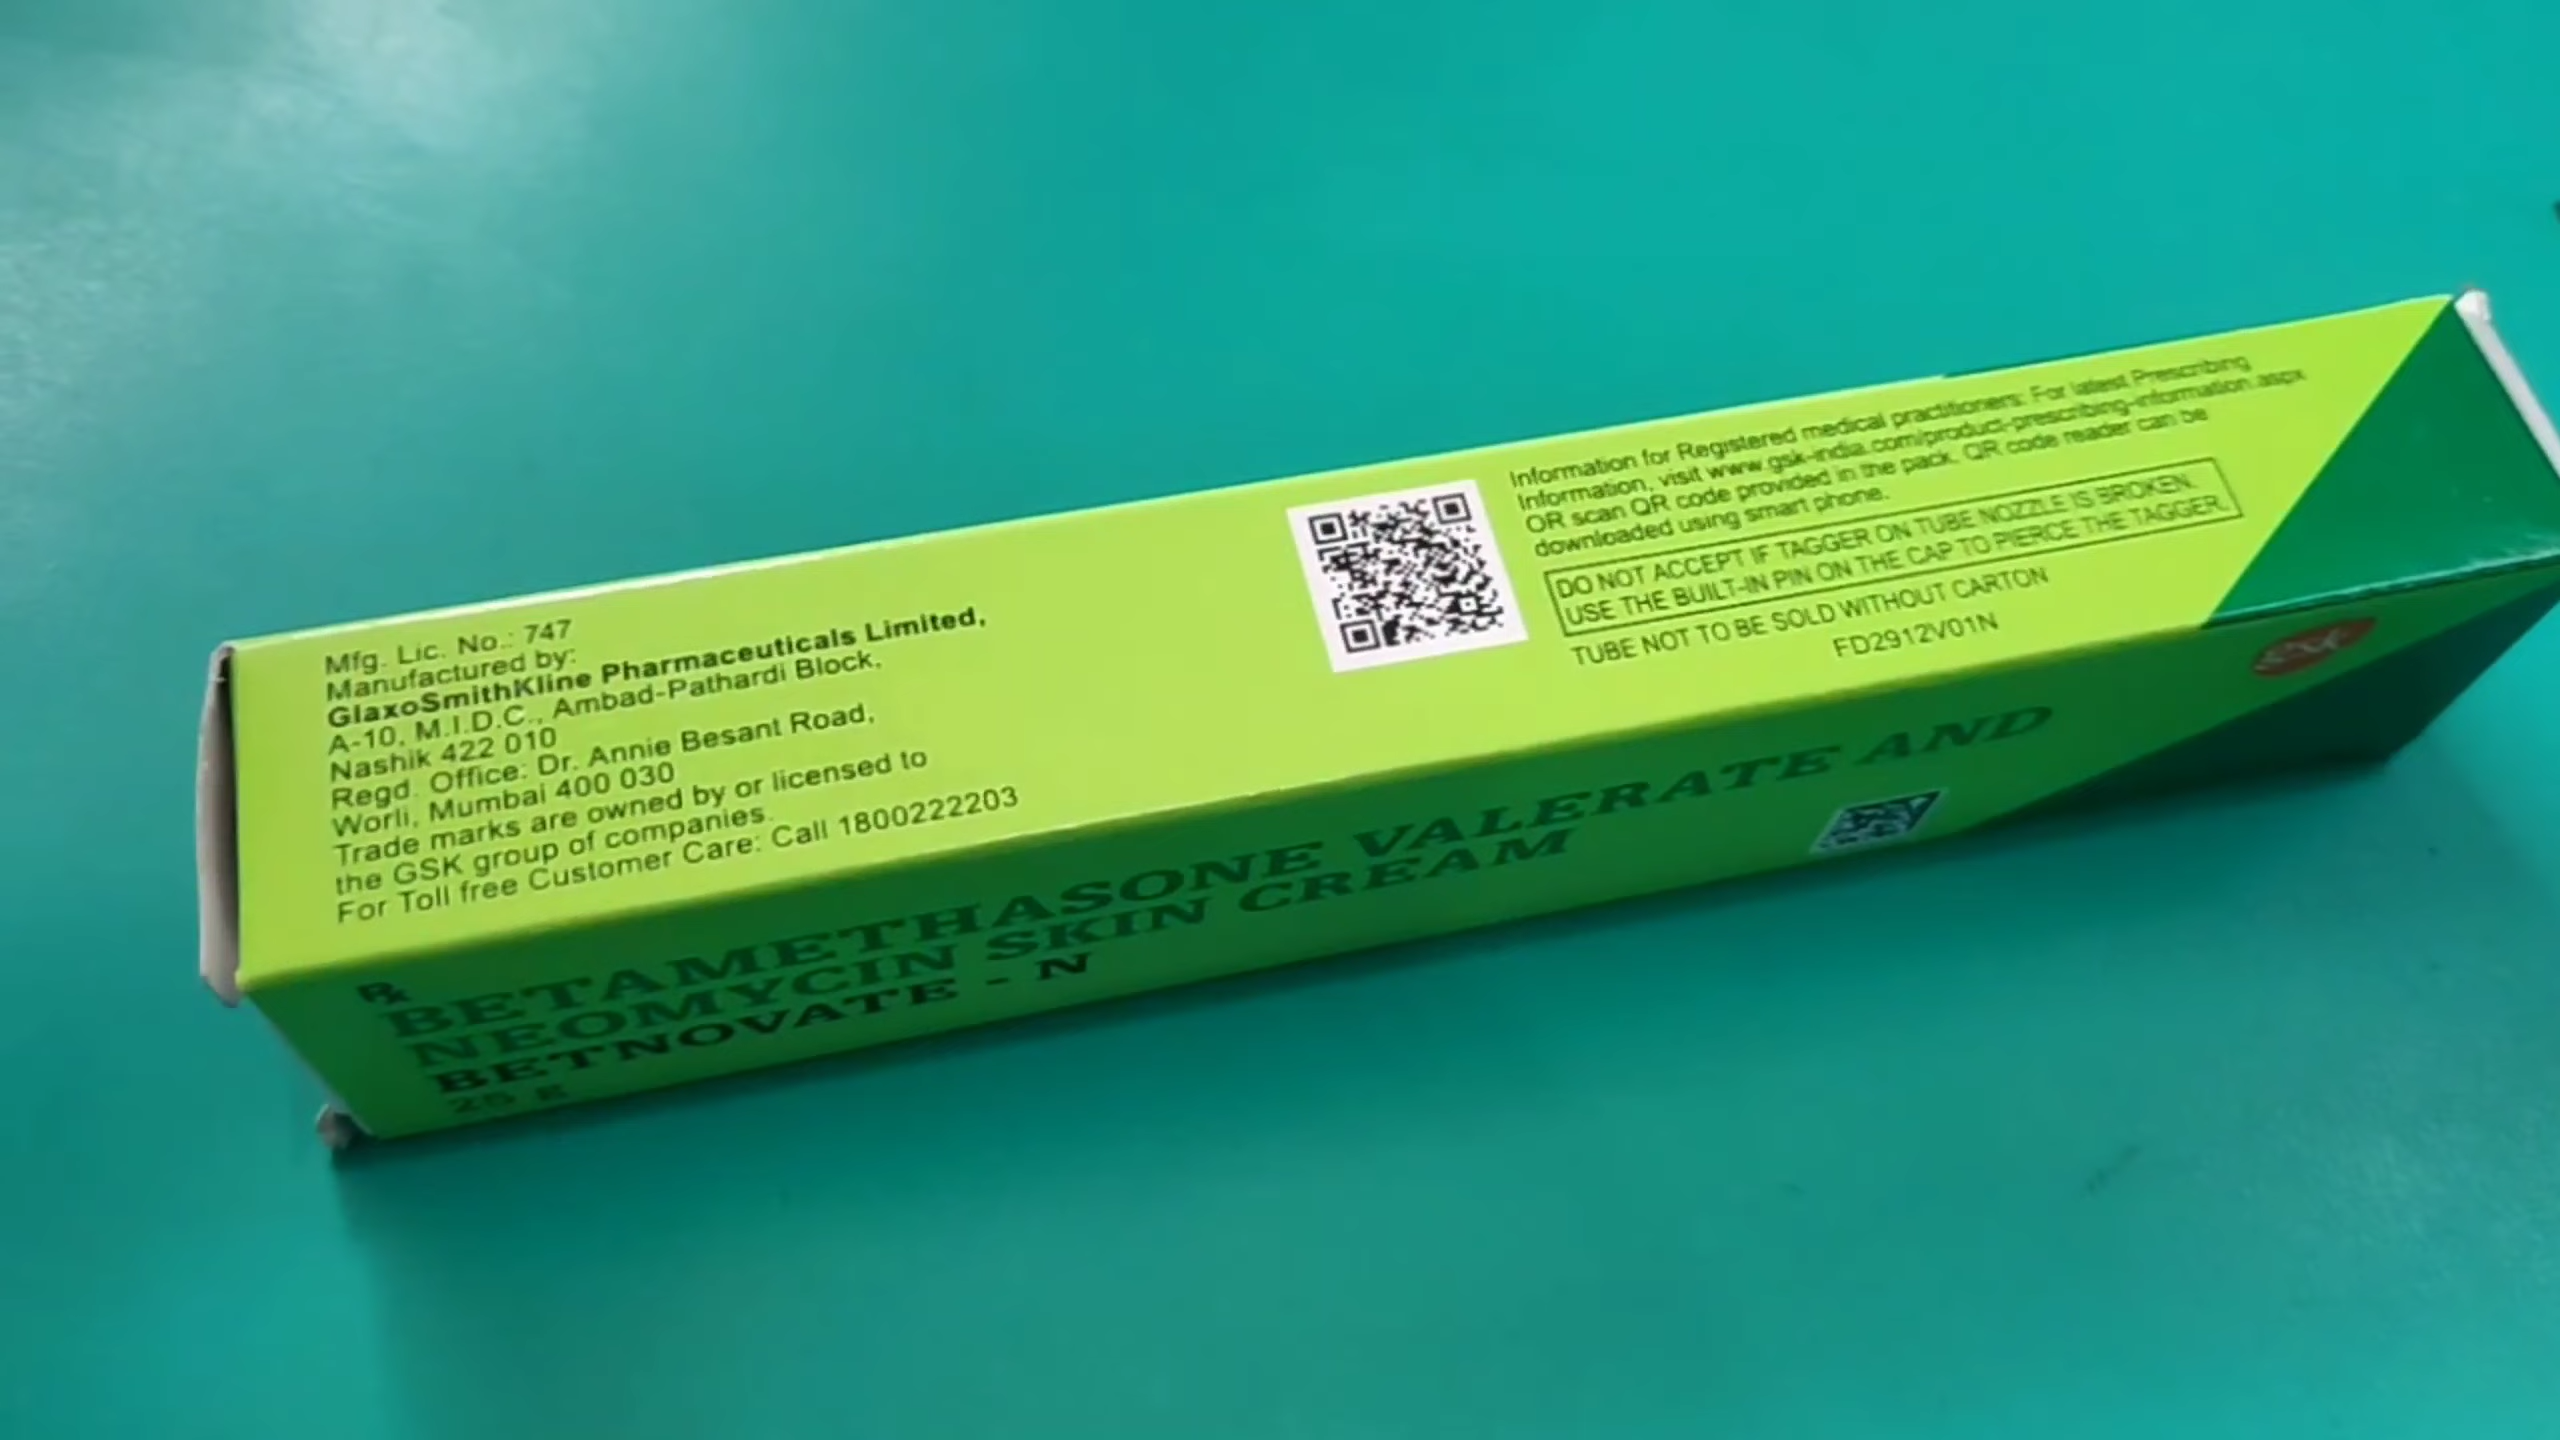 Mfg. Lic. No.: 747
Manufactured by:
GlaxoSmithKline Pharmaceuticals Limited,
A-10, M.I.D.C., Ambad-Pathardi Block,
Nashik 422 010
Regd. Office: Dr. Annie Besant Road,
Worli, Mumbai 400 030
Trade marks are owned by or licensed to
the GSK group of companies.
For Toll free Customer Care: Call 1800222203
Information for Registered medical practitioners: For latest Prescribing
Information, visit www.gsk-india.com/product-prescribing-information.aspx
OR scan QR code provided in the pack. QR code reader can be
downloaded using smart phone.
DO NOT ACCEPT IF TAGGER ON TUBE NOZZLE IS BROKEN.
USE THE BUILT-IN PIN ON THE CAP TO PIERCE THE TAGGER.
TUBE NOT TO BE SOLD WITHOUT CARTON
FD2912V01N
gsk
Rx
BETAMETHASONE VALERATE AND
NEOMYCIN SKIN CREAM
BETNOVATE - N
25 g